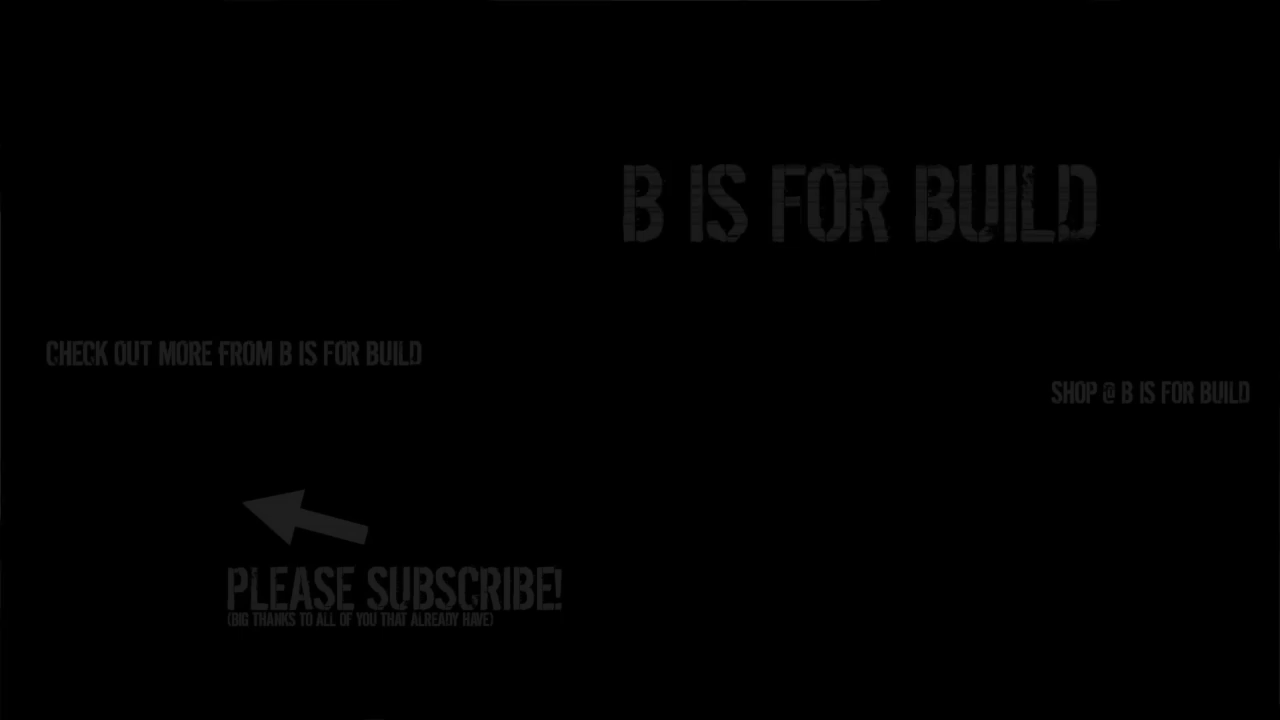 B IS FOR BUILD
CHECK OUT MORE FROM B IS FOR BUILD
SHOP @ B IS FOR BUILD
PLEASE SUBSCRIBE!
(BIG THANKS TO ALL OF YOU THAT ALREADY HAVE)